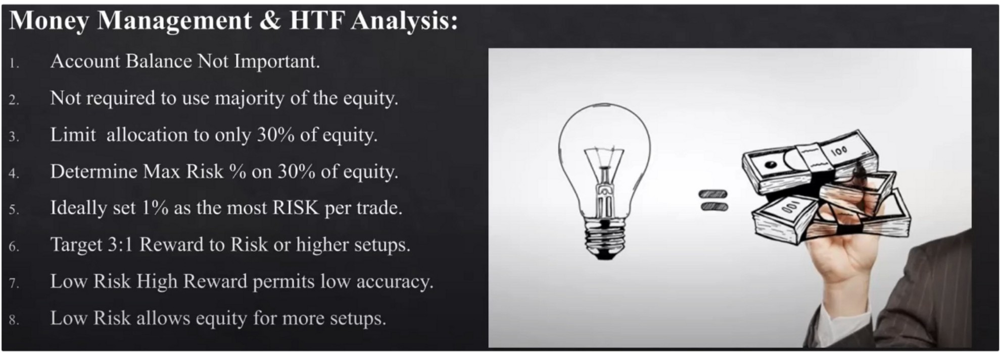 Money Management & HTF Analysis:
1. Account Balance Not Important.
2. Not required to use majority of the equity.
3. Limit allocation to only 30% of equity.
4. Determine Max Risk % on 30% of equity.
5. Ideally set 1% as the most RISK per trade.
6. Target 3:1 Reward to Risk or higher setups.
7. Low Risk High Reward permits low accuracy.
8. Low Risk allows equity for more setups.
=
100
100